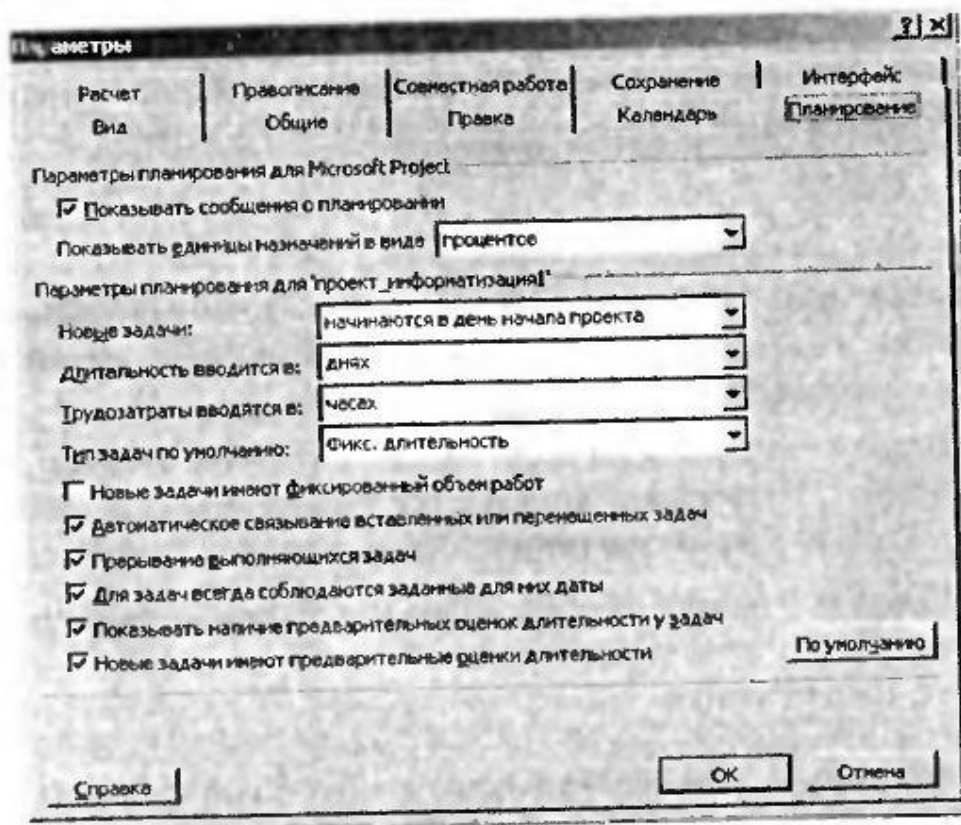 Параметры
Расчет Правописание Совместная работа Сохранение Интерфейс
Вид Общие Правка Календарь Планирование
Параметры планирования для Microsoft Project
Показывать сообщения о планировании
Показывать единицы назначений в виде процентов
Параметры планирования для 'проект_информатизация1'
Новые задачи: начинаются в день начала проекта
Длительность вводится в: днях
Трудозатраты вводятся в: часах
Тип задач по умолчанию: Фикс. длительность
Новые задачи имеют фиксированный объем работ
Автоматическое связывание вставленных или перемещенных задач
Прерывание выполняющихся задач
Для задач всегда соблюдаются заданные для них даты
Показывать наличие предварительных оценок длительности у задач
Новые задачи имеют предварительные оценки длительности
По умолчанию
Справка OK Отмена